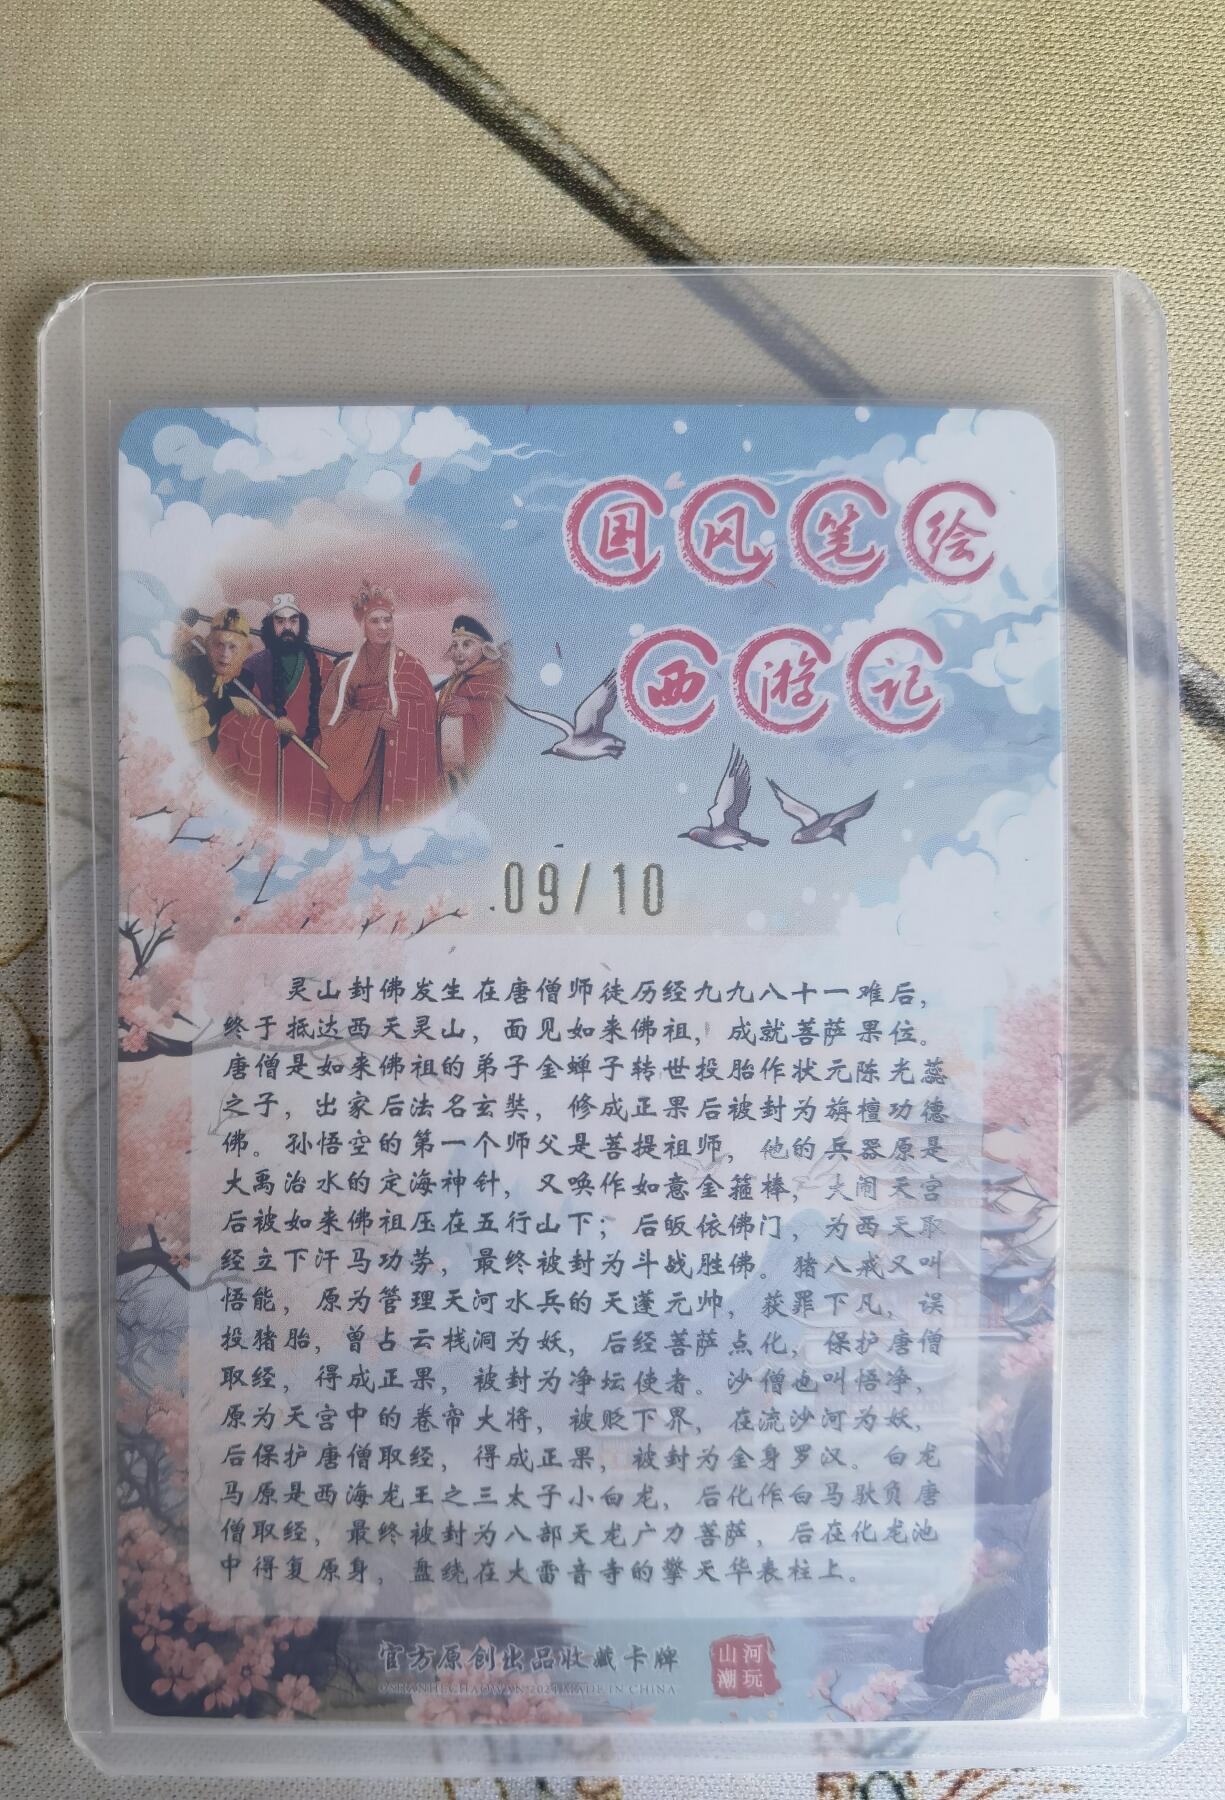 国风笔绘
西游记
09/10
灵山封佛发生在唐僧师徒历经九九八十一难后，
终于抵达西天灵山，面见如来佛祖，成就菩萨果位。
唐僧是如来佛祖的弟子金蝉子转世投胎作状元陈光蕊
之子，出家后法名玄奘，修成正果后被封为旃檀功德
佛。孙悟空的第一个师父是菩提祖师，他的兵器原是
大禹治水的定海神针，又唤作如意金箍棒，大闹天宫
后被如来佛祖压在五行山下；后皈依佛门，为西天取
经立下汗马功劳，最终被封为斗战胜佛。猪八戒又叫
悟能，原为管理天河水兵的天蓬元帅，获罪下凡，误
投猪胎，曾占云栈洞为妖，后经菩萨点化，保护唐僧
取经，得成正果，被封为净坛使者。沙僧也叫悟净，
原为天宫中的卷帘大将，被贬下界，在流沙河为妖，
后保护唐僧取经，得成正果，被封为金身罗汉。白龙
马原是西海龙王之三太子小白龙，后化作白马驮负唐
僧取经，最终被封为八部天龙广力菩萨，后在化龙池
中得复原身，盘绕在大雷音寺的擎天华表柱上。
官方原创出品收藏卡牌
©SHANHECHAOWAN 2024 MADE IN CHINA
山河
潮玩